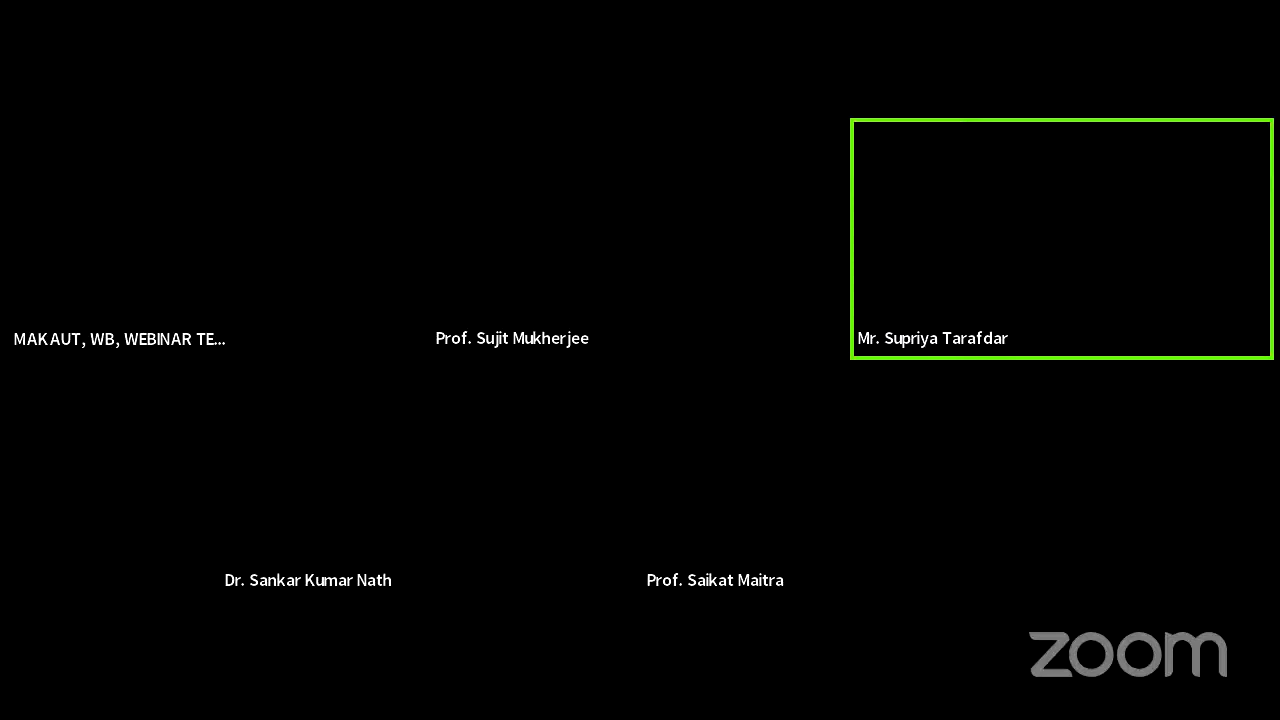 MAKAUT, WB, WEBINAR TE...
Prof. Sujit Mukherjee
Mr. Supriya Tarafdar
Dr. Sankar Kumar Nath
Prof. Saikat Maitra
zoom